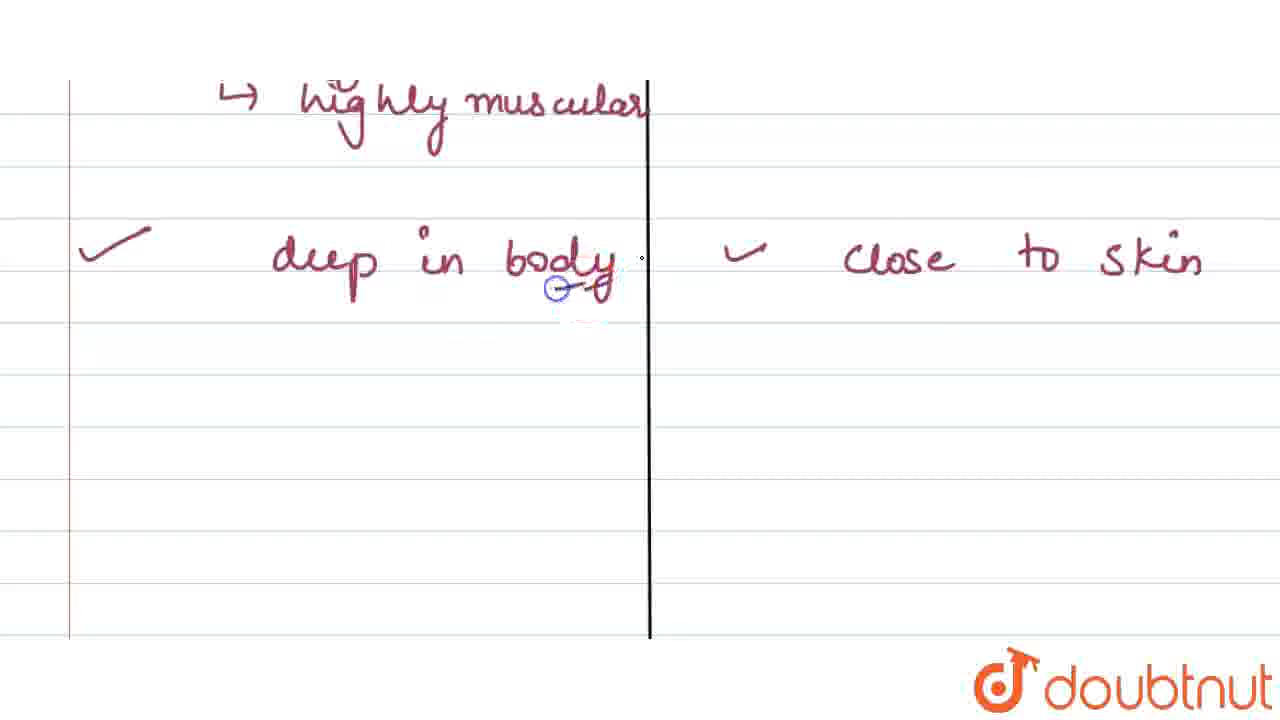 ↳ highly muscular
✓ deep in body
✓ close to skin
doubtnut